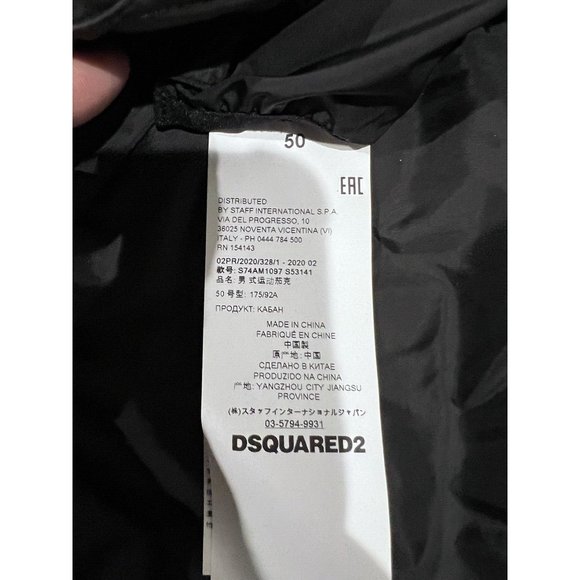 50
EAC
DISTRIBUTED
BY STAFF INTERNATIONAL S.P.A.
VIA DEL PROGRESSO, 10
36025 NOVENTA VICENTINA (VI)
ITALY - PH 0444 784 500
RN 154143
02PR/2020/328/1 - 2020 02
款号: S74AM1097 S53141
品名: 男式运动茄克
50 号型: 175/92A
ПРОДУКТ: КАБАН
MADE IN CHINA
FABRIQUÉ EN CHINE
中国製
原产地: 中国
СДЕЛАНО В КИТАЕ
PRODUZIDO NA CHINA
产地: YANGZHOU CITY JIANGSU
PROVINCE
(株)スタッフインターナショナルジャパン
03-5794-9931
DSQUARED2